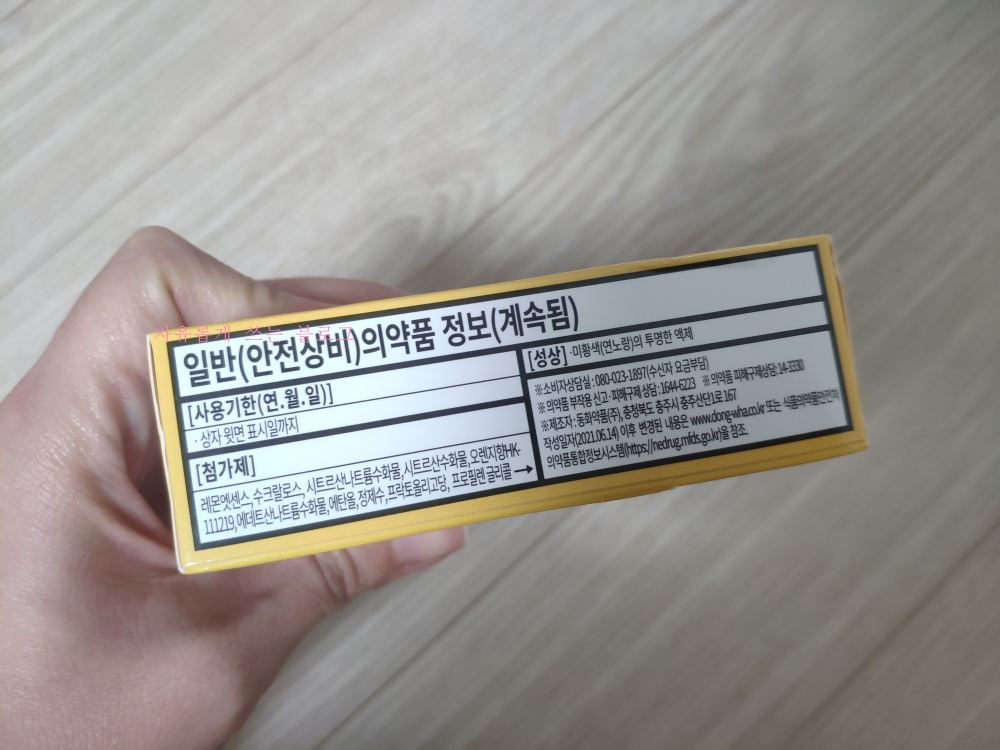 자유롭게 쓰는 블로그
일반(안전상비)의약품 정보(계속됨)
[사용기한(연.월.일)]
· 상자 윗면 표시일까지
[첨가제]
레몬엣센스, 수크랄로스, 시트르산나트륨수화물, 시트르산수화물, 오렌지향HK-
111219, 에데트산나트륨수화물, 에탄올, 정제수, 프락토올리고당, 프로필렌 글리콜 →
[성상] ·미황색(연노랑)의 투명한 액제
※소비자상담실 : 080-023-1897(수신자 요금부담)
※ 의약품 부작용 신고·피해구제 상담 : 1644-6223 ※ 의약품 피해구제상담: 14-3330
※제조자 : 동화약품(주), 충청북도 충주시 충주산단1로 167
작성일자(2021.06.14) 이후 변경된 내용은 www.dong-wha.co.kr 또는 식품의약품안전처
의약품통합정보시스템(https://nedrug.mfds.go.kr)을 참조.